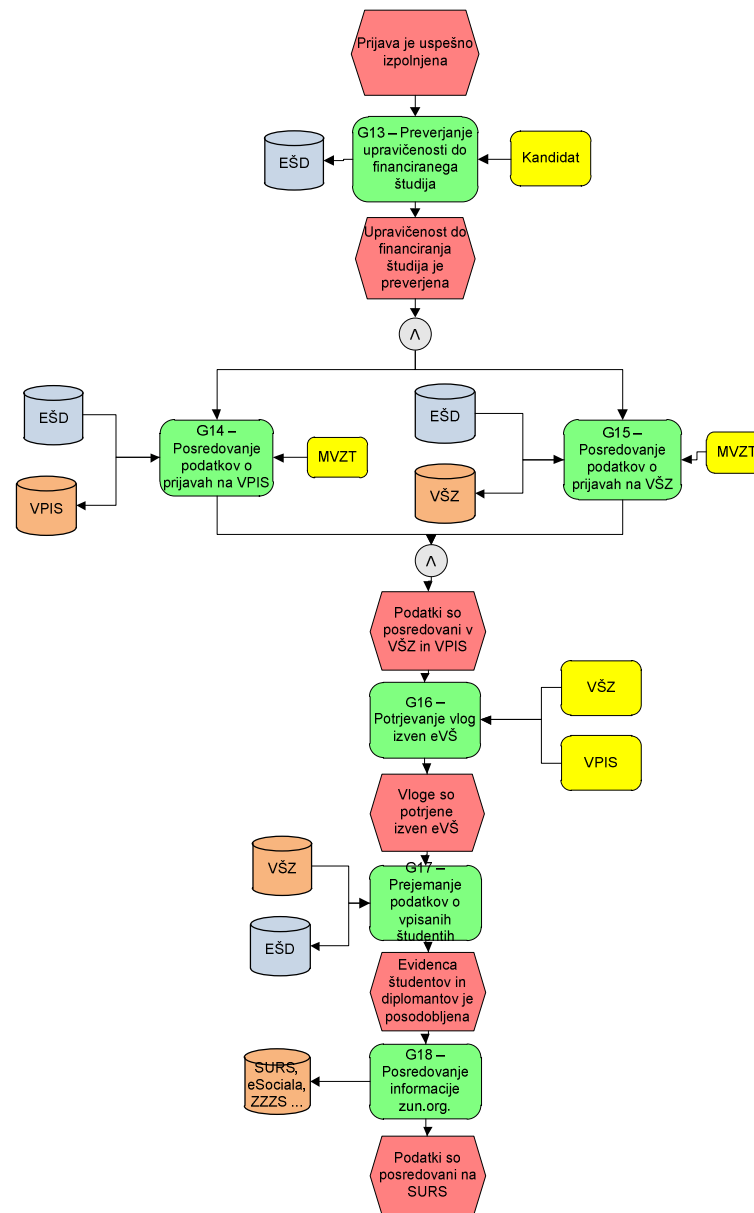 Prijava je uspešno
izpolnjena
G13 – Preverjanje
upravičenosti do
financiranega
študija
EŠD
Kandidat
Upravičenost do
financiranja
študija je
preverjena
Λ
EŠD
VPIS
G14 –
Posredovanje
podatkov o
prijavah na VPIS
MVZT
EŠD
VŠZ
G15 –
Posredovanje
podatkov o
prijavah na VŠZ
MVZT
Λ
Podatki so
posredovani v
VŠZ in VPIS
G16 –
Potrjevanje vlog
izven eVŠ
VŠZ
VPIS
Vloge so
potrjene
izven eVŠ
VŠZ
EŠD
G17 –
Prejemanje
podatkov o
vpisanih
študentih
Evidenca
študentov in
diplomantov je
posodobljena
G18 –
Posredovanje
informacije
zun.org.
SURS,
eSociala,
ZZZS ...
Podatki so
posredovani na
SURS